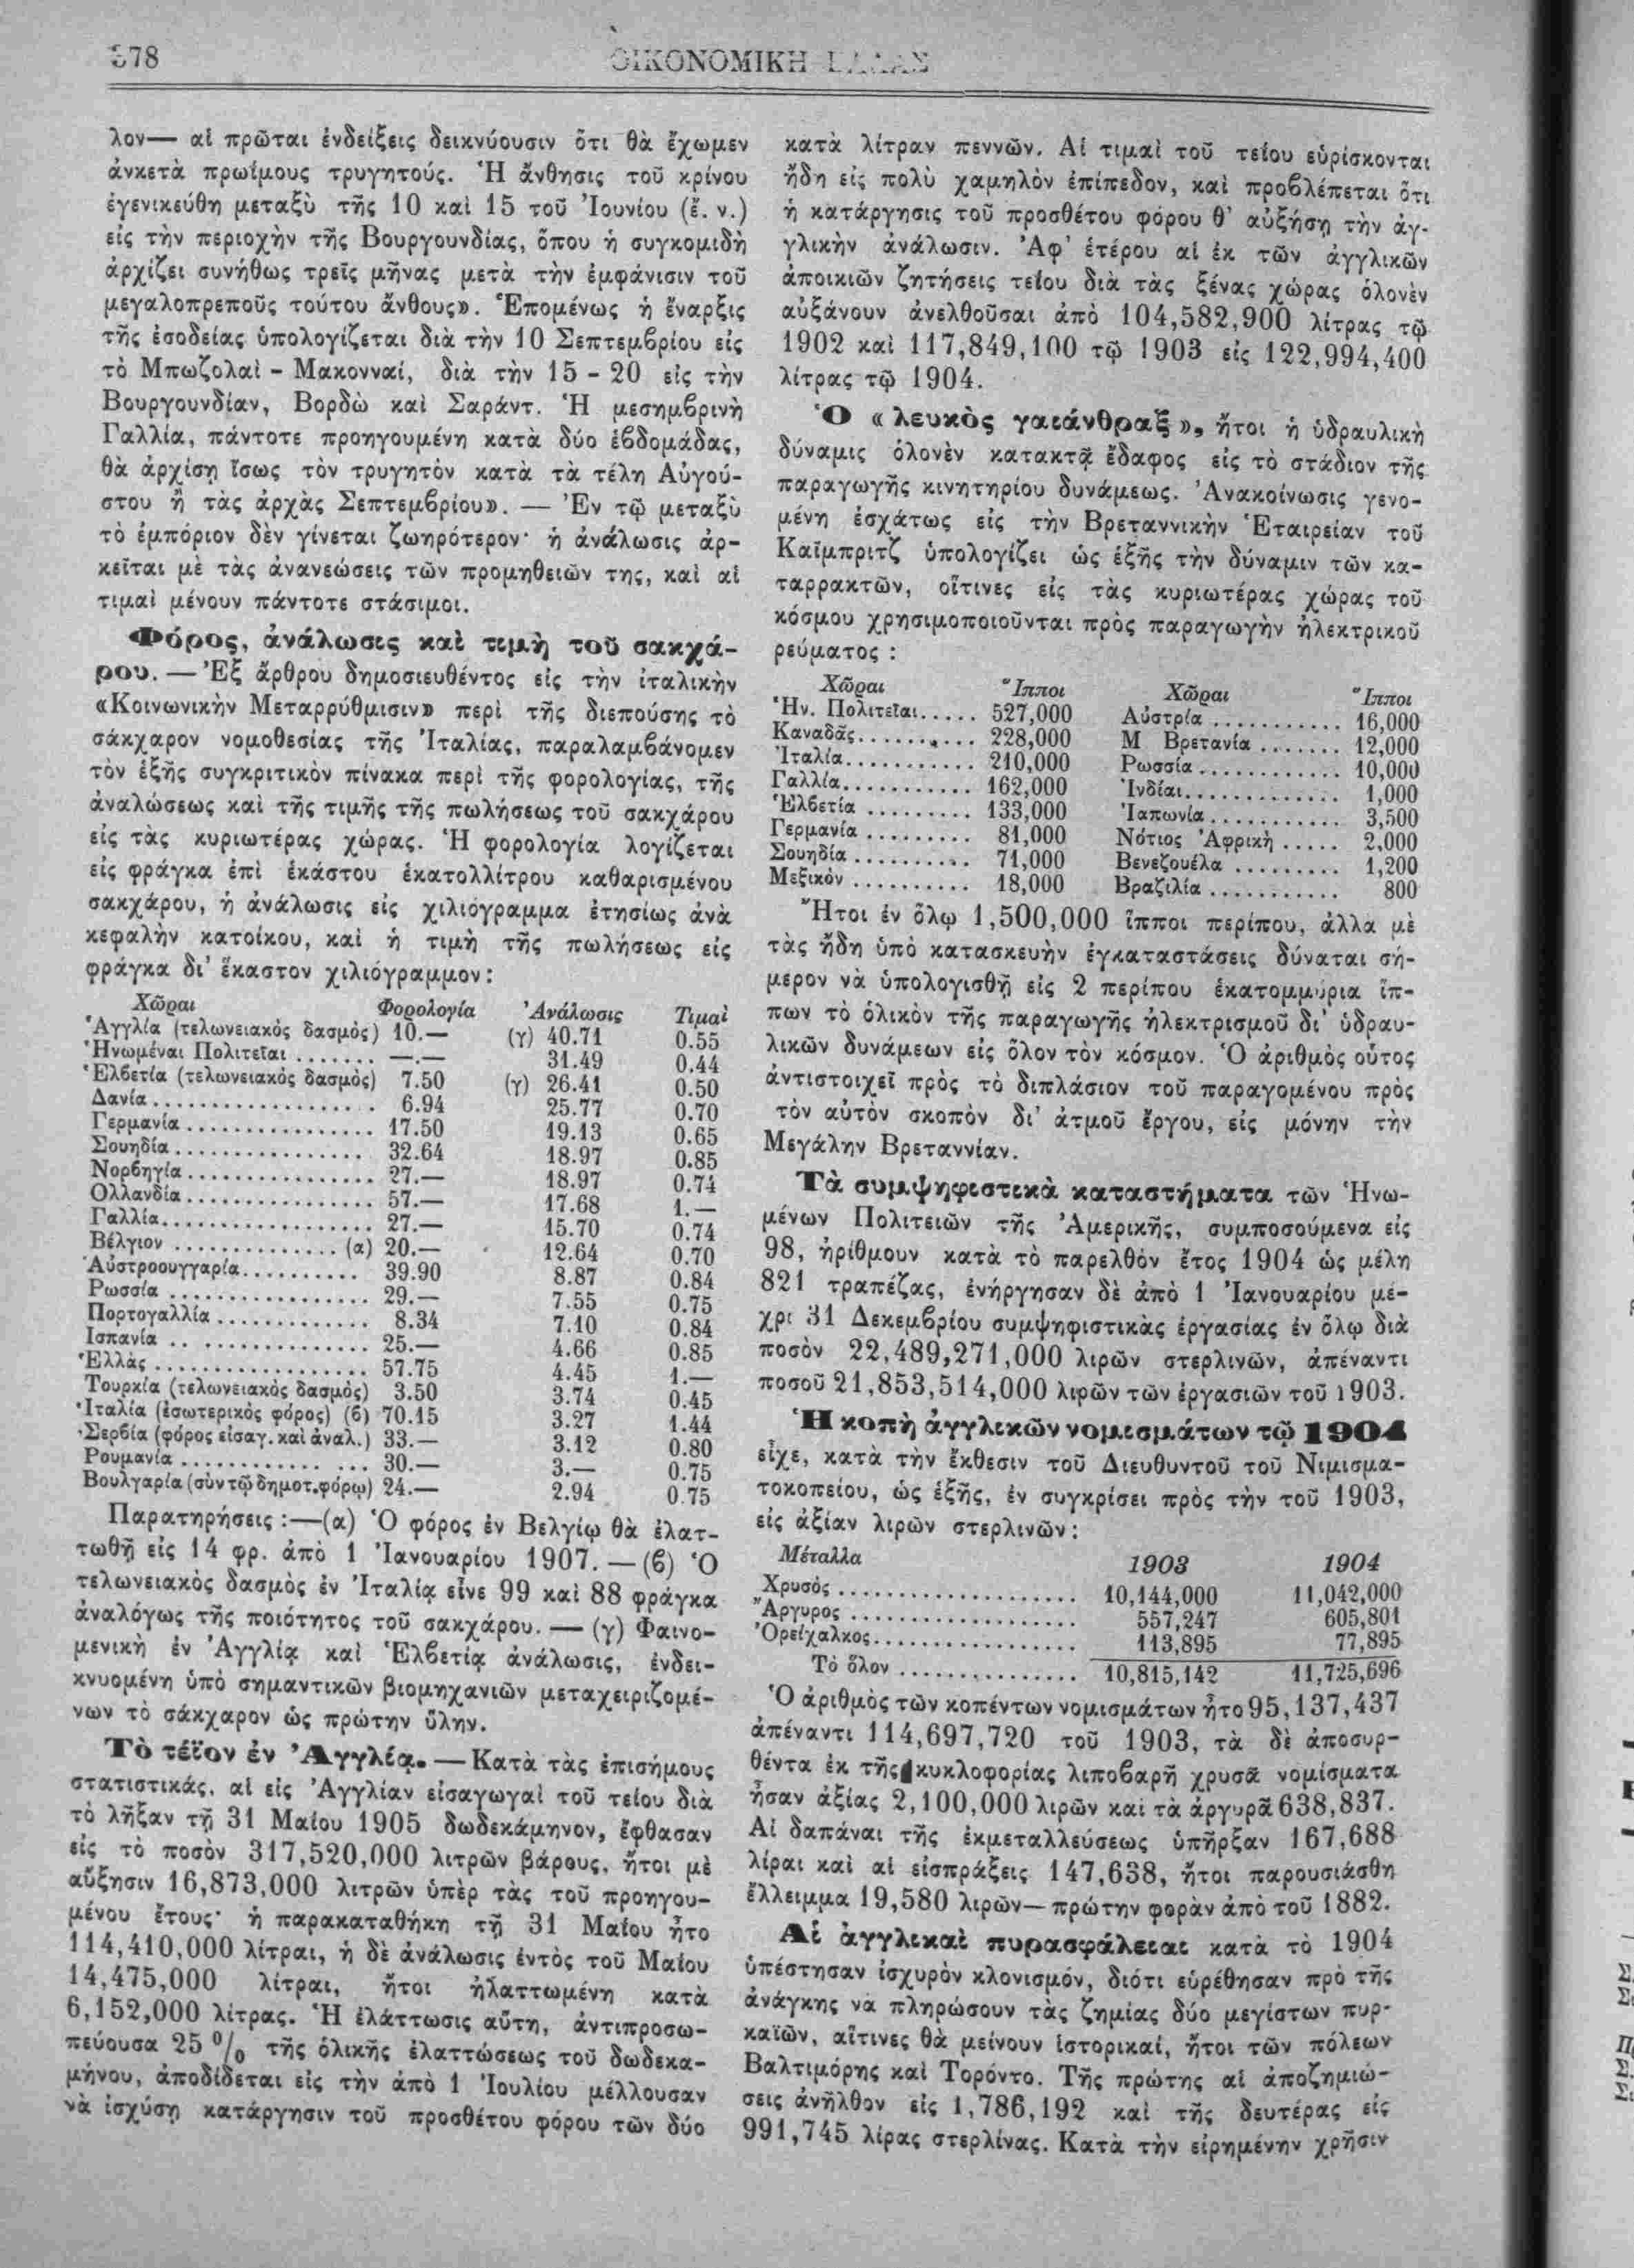 378
ΟΙΚΟΝΟΜΙΚΗ ΕΛΛΑΣ
λον— αἱ πρῶται ἐνδείξεις δεικνύουσιν ὅτι θὰ ἔχωμεν
ἀνκετὰ πρωΐμους τρυγητούς. Ἡ ἄνθησις τοῦ κρίνου
ἐγενικεύθη μεταξὺ τῆς 10 καὶ 15 τοῦ Ἰουνίου (ἔ. ν.)
εἰς τὴν περιοχὴν τῆς Βουργουνδίας, ὅπου ἡ συγκομιδὴ
ἀρχίζει συνήθως τρεῖς μῆνας μετὰ τὴν ἐμφάνισιν τοῦ
μεγαλοπρεποῦς τούτου ἄνθους». Ἑπομένως ἡ ἔναρξις
τῆς ἐσοδείας ὑπολογίζεται διὰ τὴν 10 Σεπτεμβρίου εἰς
τὸ Μπωζολαὶ - Μακονναί, διὰ τὴν 15 - 20 εἰς τὴν
Βουργουνδίαν, Βορδὼ καὶ Σαράντ. Ἡ μεσημβρινὴ
Γαλλία, πάντοτε προηγουμένη κατὰ δύο ἑβδομάδας,
θὰ ἀρχίσῃ ἴσως τὸν τρυγητὸν κατὰ τὰ τέλη Αὐγού-
στου ἢ τὰς ἀρχὰς Σεπτεμβρίου». — Ἐν τῷ μεταξὺ
τὸ ἐμπόριον δὲν γίνεται ζωηρότερον· ἡ ἀνάλωσις ἀρ-
κεῖται μὲ τὰς ἀνανεώσεις τῶν προμηθειῶν της, καὶ αἱ
τιμαὶ μένουν πάντοτε στάσιμοι.
Φόρος, ἀνάλωσις καὶ τιμὴ τοῦ σακχά-
ρου. — Ἐξ ἄρθρου δημοσιευθέντος εἰς τὴν ἰταλικὴν
«Κοινωνικὴν Μεταρρύθμισιν» περὶ τῆς διεπούσης τὸ
σάκχαρον νομοθεσίας τῆς Ἰταλίας, παραλαμβάνομεν
τὸν ἑξῆς συγκριτικὸν πίνακα περὶ τῆς φορολογίας, τῆς
ἀναλώσεως καὶ τῆς τιμῆς τῆς πωλήσεως τοῦ σακχάρου
εἰς τὰς κυριωτέρας χώρας. Ἡ φορολογία λογίζεται
εἰς φράγκα ἐπὶ ἑκάστου ἑκατολλίτρου καθαρισμένου
σακχάρου, ἡ ἀνάλωσις εἰς χιλιόγραμμα ἐτησίως ἀνὰ
κεφαλὴν κατοίκου, καὶ ἡ τιμὴ τῆς πωλήσεως εἰς
φράγκα δι' ἕκαστον χιλιόγραμμον:
Χῶραι Φορολογία Ἀνάλωσις Τιμαὶ
Ἀγγλία (τελωνειακὸς δασμὸς) 10.— (γ) 40.71 0.55
Ἡνωμέναι Πολιτεῖαι ....... —.— 31.49 0.44
Ἑλβετία (τελωνειακὸς δασμὸς) 7.50 (γ) 26.41 0.50
Δανία ................... 6.94 25.77 0.70
Γερμανία ................ 17.50 19.13 0.65
Σουηδία ................ 32.64 18.97 0.85
Νορβηγία ................ 27.— 18.97 0.74
Ολλανδία ................ 57.— 17.68 1.—
Γαλλία.................. 27.— 15.70 0.74
Βέλγιον .............. (α) 20.— 12.64 0.70
Αὐστροουγγαρία.......... 39.90 8.87 0.84
Ρωσσία ................. 29.— 7.55 0.75
Πορτογαλλία ............. 8.34 7.10 0.84
Ισπανία .. .............. 25.— 4.66 0.85
Ἑλλὰς .................. 57.75 4.45 1.—
Τουρκία (τελωνειακὸς δασμὸς) 3.50 3.74 0.45
Ἰταλία (ἐσωτερικὸς φόρος) (β) 70.15 3.27 1.44
Σερβία (φόρος εἰσαγ. καὶ ἀναλ.) 33.— 3.12 0.80
Ρουμανία ............ ... 30.— 3.— 0.75
Βουλγαρία (σὺν τῷ δημοτ. φόρῳ) 24.— 2.94 0.75
Παρατηρήσεις :—(α) Ὁ φόρος ἐν Βελγίῳ θὰ ἐλατ-
τωθῇ εἰς 14 φρ. ἀπὸ 1 Ἰανουαρίου 1907. — (β) Ὁ
τελωνειακὸς δασμὸς ἐν Ἰταλίᾳ εἶνε 99 καὶ 88 φράγκα
ἀναλόγως τῆς ποιότητος τοῦ σακχάρου. — (γ) Φαινο-
μενικὴ ἐν Ἀγγλίᾳ καὶ Ἑλβετίᾳ ἀνάλωσις, ἐνδει-
κνυομένη ὑπὸ σημαντικῶν βιομηχανιῶν μεταχειριζομέ-
νων τὸ σάκχαρον ὡς πρώτην ὕλην.
Τὸ τέϊον ἐν Ἀγγλίᾳ. — Κατὰ τὰς ἐπισήμους
στατιστικάς, αἱ εἰς Ἀγγλίαν εἰσαγωγαὶ τοῦ τείου διὰ
τὸ λῆξαν τῇ 31 Μαΐου 1905 δωδεκάμηνον, ἔφθασαν
εἰς τὸ ποσὸν 317,520,000 λιτρῶν βάρους, ἤτοι μὲ
αὔξησιν 16,873,000 λιτρῶν ὑπὲρ τὰς τοῦ προηγου-
μένου ἔτους· ἡ παρακαταθήκη τῇ 31 Μαΐου ἦτο
114,410,000 λίτραι, ἡ δὲ ἀνάλωσις ἐντὸς τοῦ Μαΐου
14,475,000 λίτραι, ἤτοι ἠλαττωμένη κατὰ
6,152,000 λίτρας. Ἡ ἐλάττωσις αὕτη, ἀντιπροσω-
πεύουσα 25 % τῆς ὁλικῆς ἐλαττώσεως τοῦ δωδεκα-
μήνου, ἀποδίδεται εἰς τὴν ἀπὸ 1 Ἰουλίου μέλλουσαν
νὰ ἰσχύσῃ κατάργησιν τοῦ προσθέτου φόρου τῶν δύο
κατὰ λίτραν πεννῶν. Αἱ τιμαὶ τοῦ τείου εὑρίσκονται
ἤδη εἰς πολὺ χαμηλὸν ἐπίπεδον, καὶ προβλέπεται ὅτι
ἡ κατάργησις τοῦ προσθέτου φόρου θ' αὐξήσῃ τὴν ἀγ-
γλικὴν ἀνάλωσιν. Ἀφ' ἑτέρου αἱ ἐκ τῶν ἀγγλικῶν
ἀποικιῶν ζητήσεις τείου διὰ τὰς ξένας χώρας ὁλονὲν
αὐξάνουν ἀνελθοῦσαι ἀπὸ 104,582,900 λίτρας τῷ
1902 καὶ 117,849,100 τῷ 1903 εἰς 122,994,400
λίτρας τῷ 1904.
Ὁ « λευκὸς γαιάνθραξ », ἤτοι ἡ ὑδραυλικὴ
δύναμις ὁλονὲν κατακτᾷ ἔδαφος εἰς τὸ στάδιον τῆς
παραγωγῆς κινητηρίου δυνάμεως. Ἀνακοίνωσις γενο-
μένη ἐσχάτως εἰς τὴν Βρεταννικὴν Ἑταιρείαν τοῦ
Καΐμπριτζ ὑπολογίζει ὡς ἑξῆς τὴν δύναμιν τῶν κα-
ταρρακτῶν, οἵτινες εἰς τὰς κυριωτέρας χώρας τοῦ
κόσμου χρησιμοποιοῦνται πρὸς παραγωγὴν ἠλεκτρικοῦ
ρεύματος :
Χῶραι Ἵπποι Χῶραι Ἵπποι
Ἡν. Πολιτεῖαι..... 527,000 Αὐστρία ........... 16,000
Καναδᾶς.......... 228,000 Μ Βρετανία ....... 12,000
Ἰταλία........... 210,000 Ρωσσία ............ 10,000
Γαλλία........... 162,000 Ἰνδίαι.............. 1,000
Ἑλβετία ......... 133,000 Ἰαπωνία........... 3,500
Γερμανία ......... 81,000 Νότιος Ἀφρικὴ ..... 2,000
Σουηδία .......... 71,000 Βενεζουέλα ......... 1,200
Μεξικὸν .......... 18,000 Βραζιλία ........... 800
Ἤτοι ἐν ὅλῳ 1,500,000 ἵπποι περίπου, ἀλλα μὲ
τὰς ἤδη ὑπὸ κατασκευὴν ἐγκαταστάσεις δύναται σή-
μερον νὰ ὑπολογισθῇ εἰς 2 περίπου ἑκατομμύρια ἵπ-
πων τὸ ὁλικὸν τῆς παραγωγῆς ἠλεκτρισμοῦ δι' ὑδραυ-
λικῶν δυνάμεων εἰς ὅλον τὸν κόσμον. Ὁ ἀριθμὸς οὗτος
ἀντιστοιχεῖ πρὸς τὸ διπλάσιον τοῦ παραγομένου πρὸς
τὸν αὐτὸν σκοπὸν δι' ἀτμοῦ ἔργου, εἰς μόνην τὴν
Μεγάλην Βρεταννίαν.
Τὰ συμψηφιστικὰ καταστήματα τῶν Ἡνω-
μένων Πολιτειῶν τῆς Ἀμερικῆς, συμποσούμενα εἰς
98, ἠρίθμουν κατὰ τὸ παρελθὸν ἔτος 1904 ὡς μέλη
821 τραπέζας, ἐνήργησαν δὲ ἀπὸ 1 Ἰανουαρίου μέ-
χρι 31 Δεκεμβρίου συμψηφιστικὰς ἐργασίας ἐν ὅλῳ διὰ
ποσὸν 22,489,271,000 λιρῶν στερλινῶν, ἀπέναντι
ποσοῦ 21,853,514,000 λιρῶν τῶν ἐργασιῶν τοῦ 1903.
Ἡ κοπὴ ἀγγλικῶν νομισμάτων τῷ 1904
εἶχε, κατὰ τὴν ἔκθεσιν τοῦ Διευθυντοῦ τοῦ Νιμισμα-
τοκοπείου, ὡς ἑξῆς, ἐν συγκρίσει πρὸς τὴν τοῦ 1903,
εἰς ἀξίαν λιρῶν στερλινῶν:
Μέταλλα 1903 1904
Χρυσὸς ..................... 10,144,000 11,042,000
Ἄργυρος .................... 557,247 605,801
Ὀρείχαλκος.................. 113,895 77,895
Τὸ ὅλον ................ 10,815,142 11,725,696
Ὁ ἀριθμὸς τῶν κοπέντων νομισμάτων ἦτο 95,137,437
ἀπέναντι 114,697,720 τοῦ 1903, τὰ δὲ ἀποσυρ-
θέντα ἐκ τῆς κυκλοφορίας λιποβαρῆ χρυσᾶ νομίσματα
ἦσαν ἀξίας 2,100,000 λιρῶν καὶ τὰ ἀργυρᾶ 638,837.
Αἱ δαπάναι τῆς ἐκμεταλλεύσεως ὑπῆρξαν 167,688
λίραι καὶ αἱ εἰσπράξεις 147,638, ἤτοι παρουσιάσθη
ἔλλειμμα 19,580 λιρῶν— πρώτην φορὰν ἀπὸ τοῦ 1882.
Αἱ ἀγγλικαὶ πυρασφάλειαι κατὰ τὸ 1904
ὑπέστησαν ἰσχυρὸν κλονισμόν, διότι εὑρέθησαν πρὸ τῆς
ἀνάγκης νὰ πληρώσουν τὰς ζημίας δύο μεγίστων πυρ-
καϊῶν, αἵτινες θὰ μείνουν ἱστορικαί, ἤτοι τῶν πόλεων
Βαλτιμόρης καὶ Τορόντο. Τῆς πρώτης αἱ ἀποζημιώ-
σεις ἀνῆλθον εἰς 1,786,192 καὶ τῆς δευτέρας εἰς
991,745 λίρας στερλίνας. Κατὰ τὴν εἰρημένην χρῆσιν